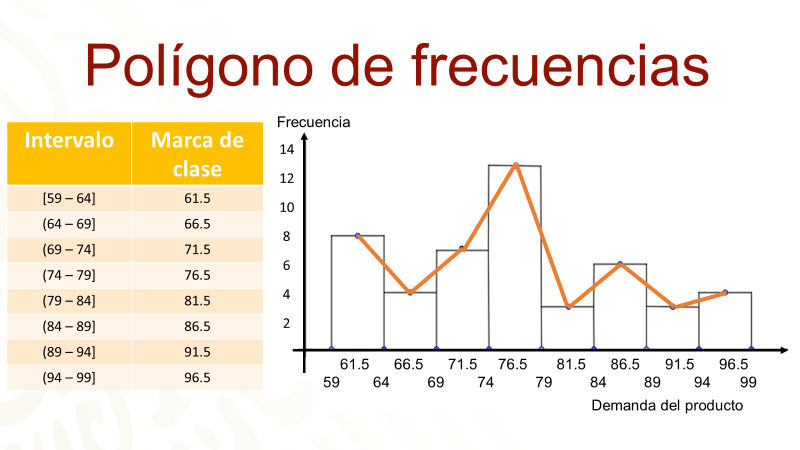 Polígono de frecuencias
Intervalo Marca de
clase
[59 – 64] 61.5
(64 – 69] 66.5
(69 – 74] 71.5
(74 – 79] 76.5
(79 – 84] 81.5
(84 – 89] 86.5
(89 – 94] 91.5
(94 – 99] 96.5
Frecuencia
14
12
10
8
6
4
2
61.5 66.5 71.5 76.5 81.5 86.5 91.5 96.5
59 64 69 74 79 84 89 94 99
Demanda del producto